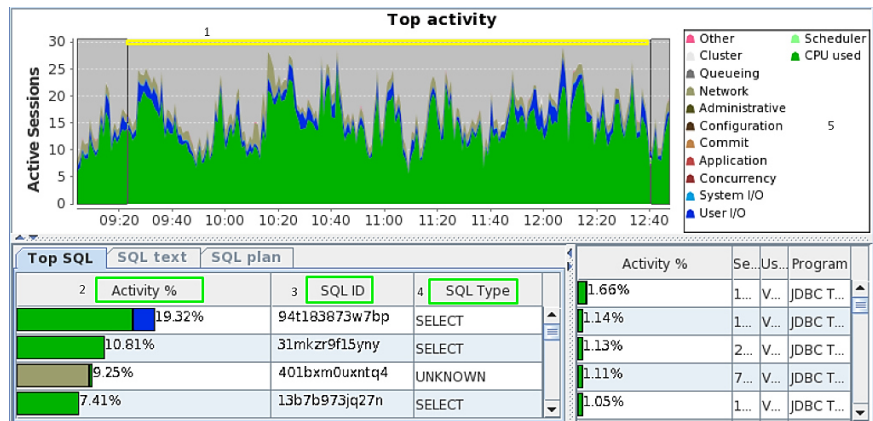 Top activity
1
Active Sessions
30
25
20
15
10
5
0
09:20 09:40 10:00 10:20 10:40 11:00 11:20 11:40 12:00 12:20 12:40
Other
Cluster
Queueing
Network
Administrative
Configuration
Commit
Application
Concurrency
System I/O
User I/O
Scheduler
CPU used
5
Top SQL SQL text SQL plan
2 Activity % 3 SQL ID 4 SQL Type
19.32% 94t183873w7bp SELECT
10.81% 31mkzr9f15yny SELECT
9.25% 401bxm0uxntq4 UNKNOWN
7.41% 13b7b973jq27n SELECT
Activity % Se... Us... Program
1.66% 1... V... JDBC T...
1.14% 1... V... JDBC T...
1.13% 2... V... JDBC T...
1.11% 7... V... JDBC T...
1.05% 1... V... JDBC T...